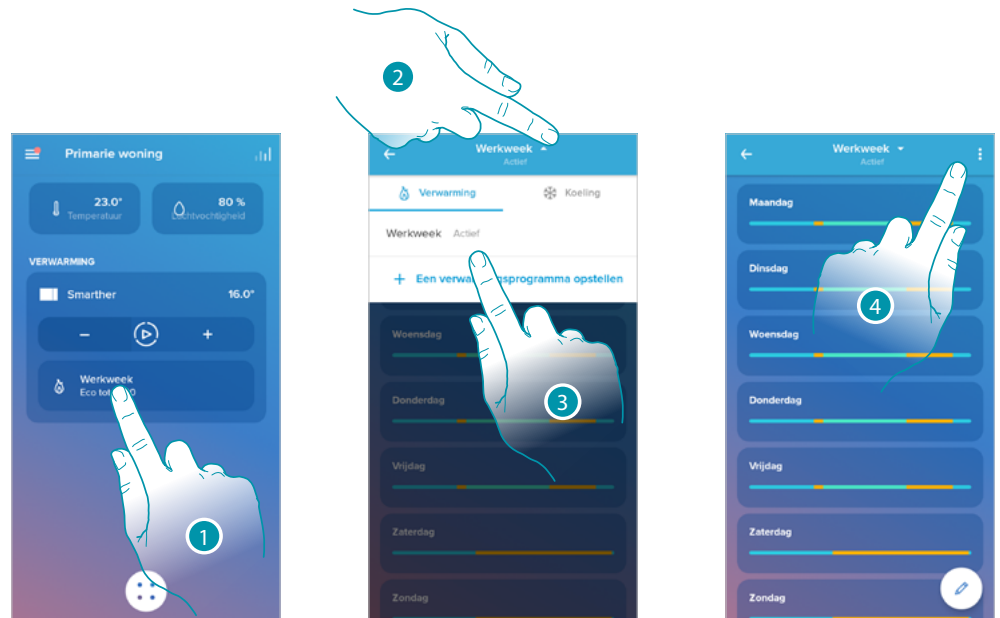 2
Primarie woning
23.0°
Temperatuur
80 %
Luchtvochtigheid
VERWARMING
Smarther
16.0°
Werkweek
Eco tot
1
Werkweek
Actief
Verwarming
Koeling
Werkweek Actief
+ Een
opstellen
Woensdag
Donderdag
Vrijdag
Zaterdag
Zondag
3
Werkweek
Actief
Maandag
Dinsdag
Woensdag
Donderdag
Vrijdag
Zaterdag
Zondag
4